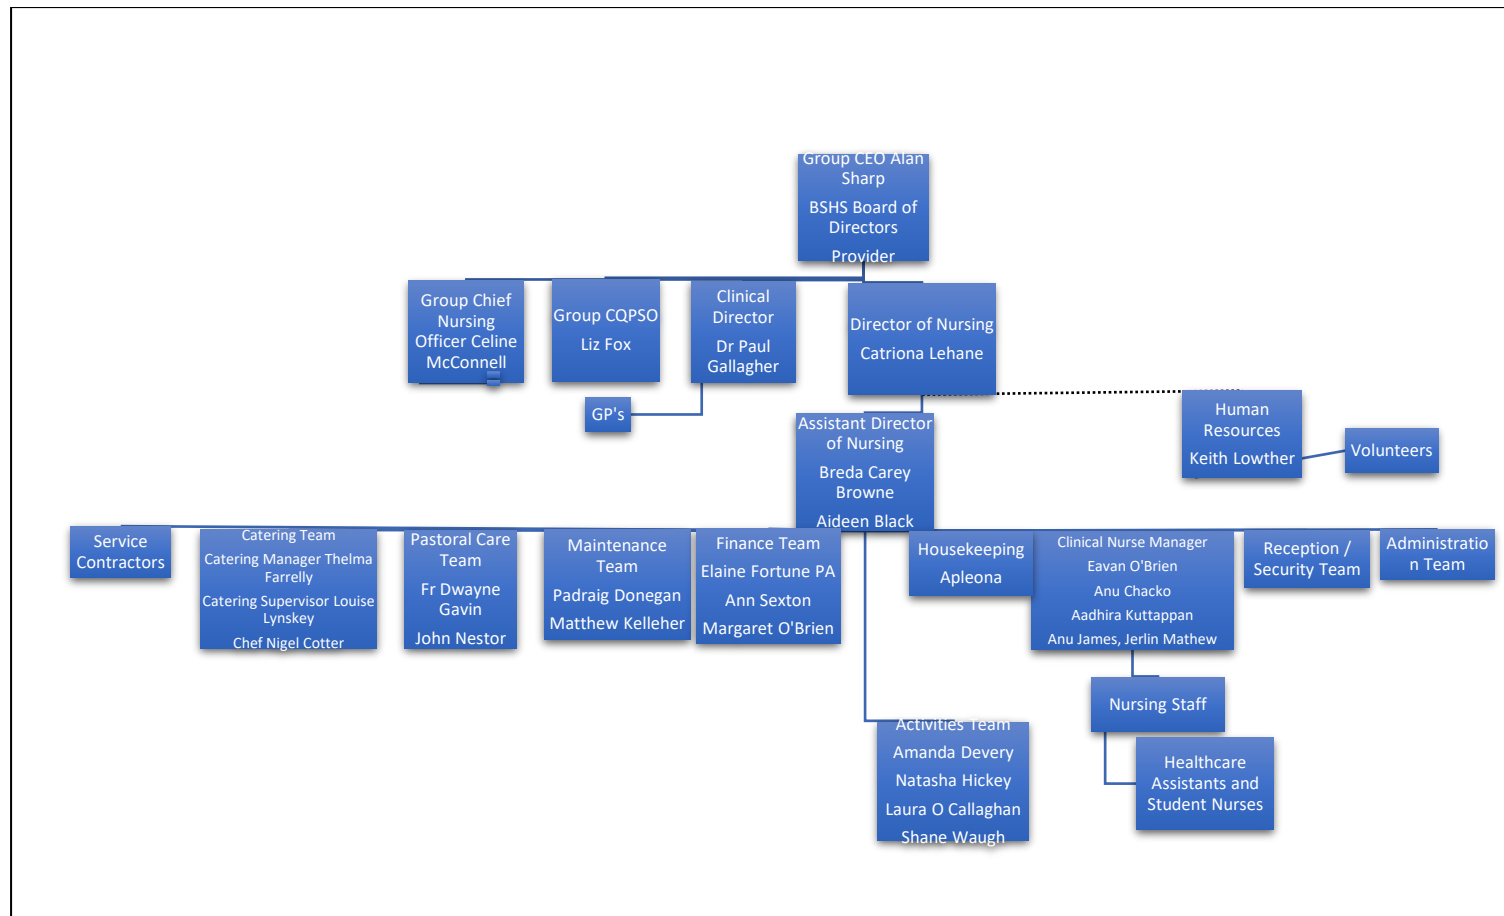 Group CEO Alan
Sharp
BSHS Board of
Directors
Provider
Group Chief
Nursing
Officer Celine
McConnell
Group CQPSO
Liz Fox
Clinical
Director
Dr Paul
Gallagher
Director of Nursing
Catriona Lehane
GP's
Human
Resources
Keith Lowther
Volunteers
Assistant Director
of Nursing
Breda Carey
Browne
Aideen Black
Service
Contractors
Catering Team
Catering Manager Thelma
Farrelly
Catering Supervisor Louise
Lynskey
Chef Nigel Cotter
Pastoral Care
Team
Fr Dwayne
Gavin
John Nestor
Maintenance
Team
Padraig Donegan
Matthew Kelleher
Finance Team
Elaine Fortune PA
Ann Sexton
Margaret O'Brien
Housekeeping
Apleona
Clinical Nurse Manager
Eavan O'Brien
Anu Chacko
Aadhira Kuttappan
Anu James, Jerlin Mathew
Reception /
Security Team
Administratio
n Team
Nursing Staff
Healthcare
Assistants and
Student Nurses
Activities Team
Amanda Devery
Natasha Hickey
Laura O Callaghan
Shane Waugh